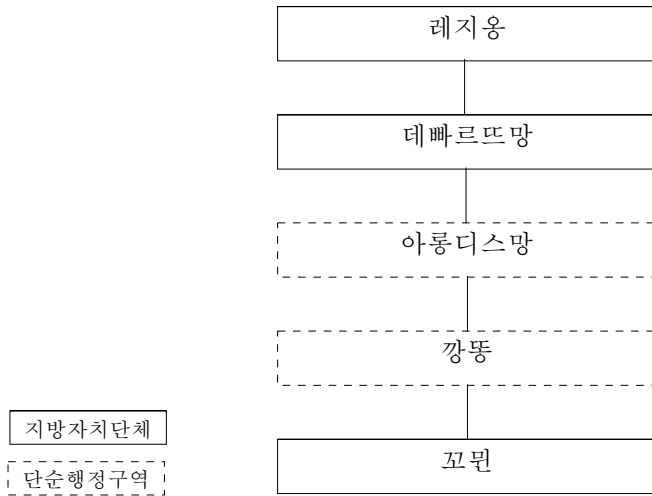 레지옹
데빠르뜨망
아롱디스망
깡똥
꼬뮌
지방자치단체
단순행정구역